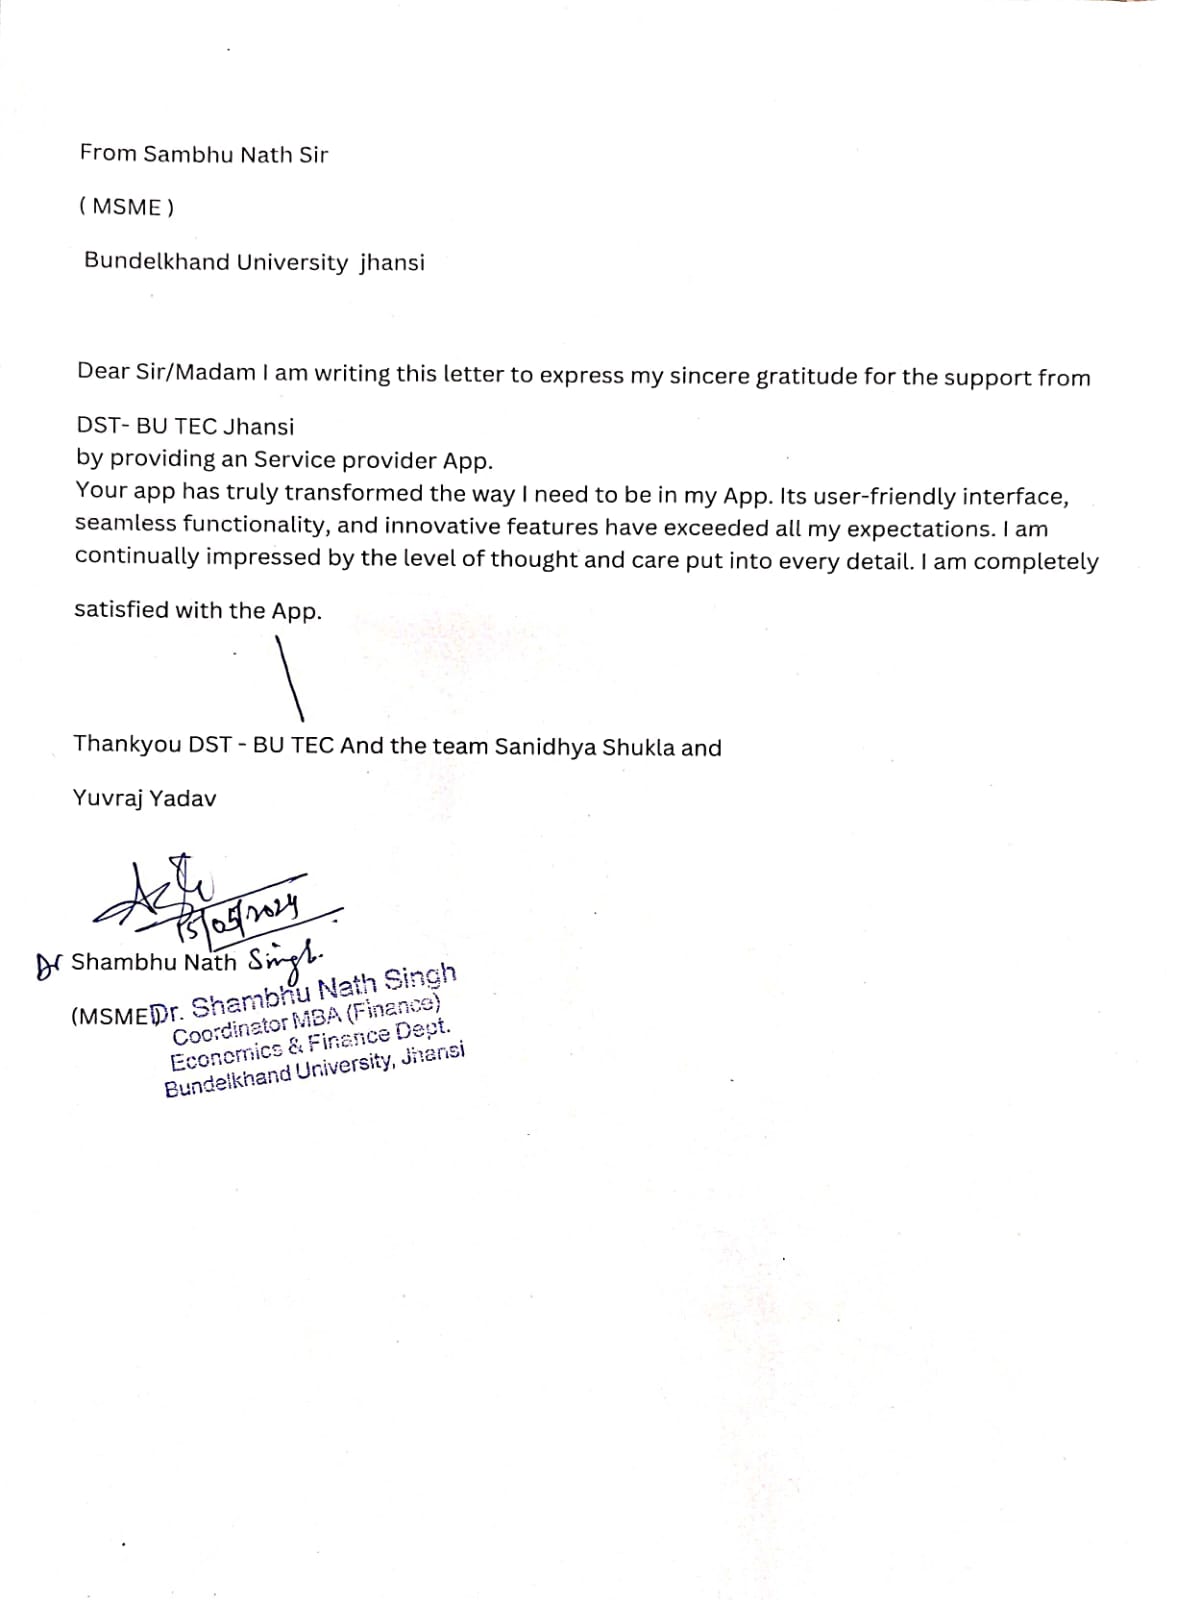 From Sambhu Nath Sir
( MSME )
Bundelkhand University jhansi
Dear Sir/Madam I am writing this letter to express my sincere gratitude for the support from
DST- BU TEC Jhansi
by providing an Service provider App.
Your app has truly transformed the way I need to be in my App. Its user-friendly interface,
seamless functionality, and innovative features have exceeded all my expectations. I am
continually impressed by the level of thought and care put into every detail. I am completely
satisfied with the App.
Thankyou DST - BU TEC And the team Sanidhya Shukla and
Yuvraj Yadav
15/05/2024
Dr Shambhu Nath Singh.
(MSME)
Dr. Shambhu Nath Singh
Coordinator MBA (Finance)
Economics & Finance Dept.
Bundelkhand University, Jhansi